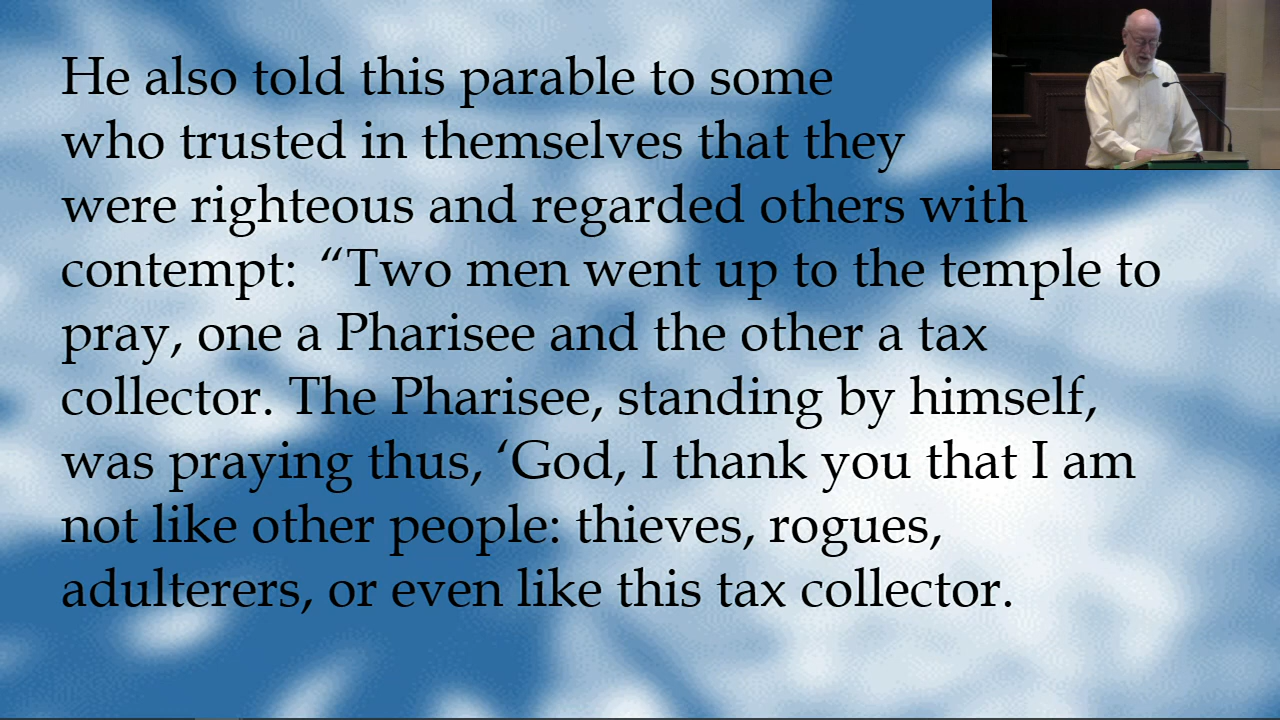 He also told this parable to some
who trusted in themselves that they
were righteous and regarded others with
contempt: “Two men went up to the temple to
pray, one a Pharisee and the other a tax
collector. The Pharisee, standing by himself,
was praying thus, ‘God, I thank you that I am
not like other people: thieves, rogues,
adulterers, or even like this tax collector.